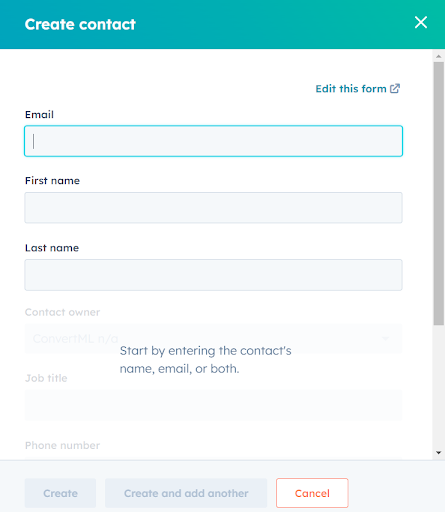 Create contact
Edit this form
Email
First name
Last name
Contact owner
ConvertML n/a
Start by entering the contact's
name, email, or both.
Job title
Phone number
Create
Create and add another
Cancel